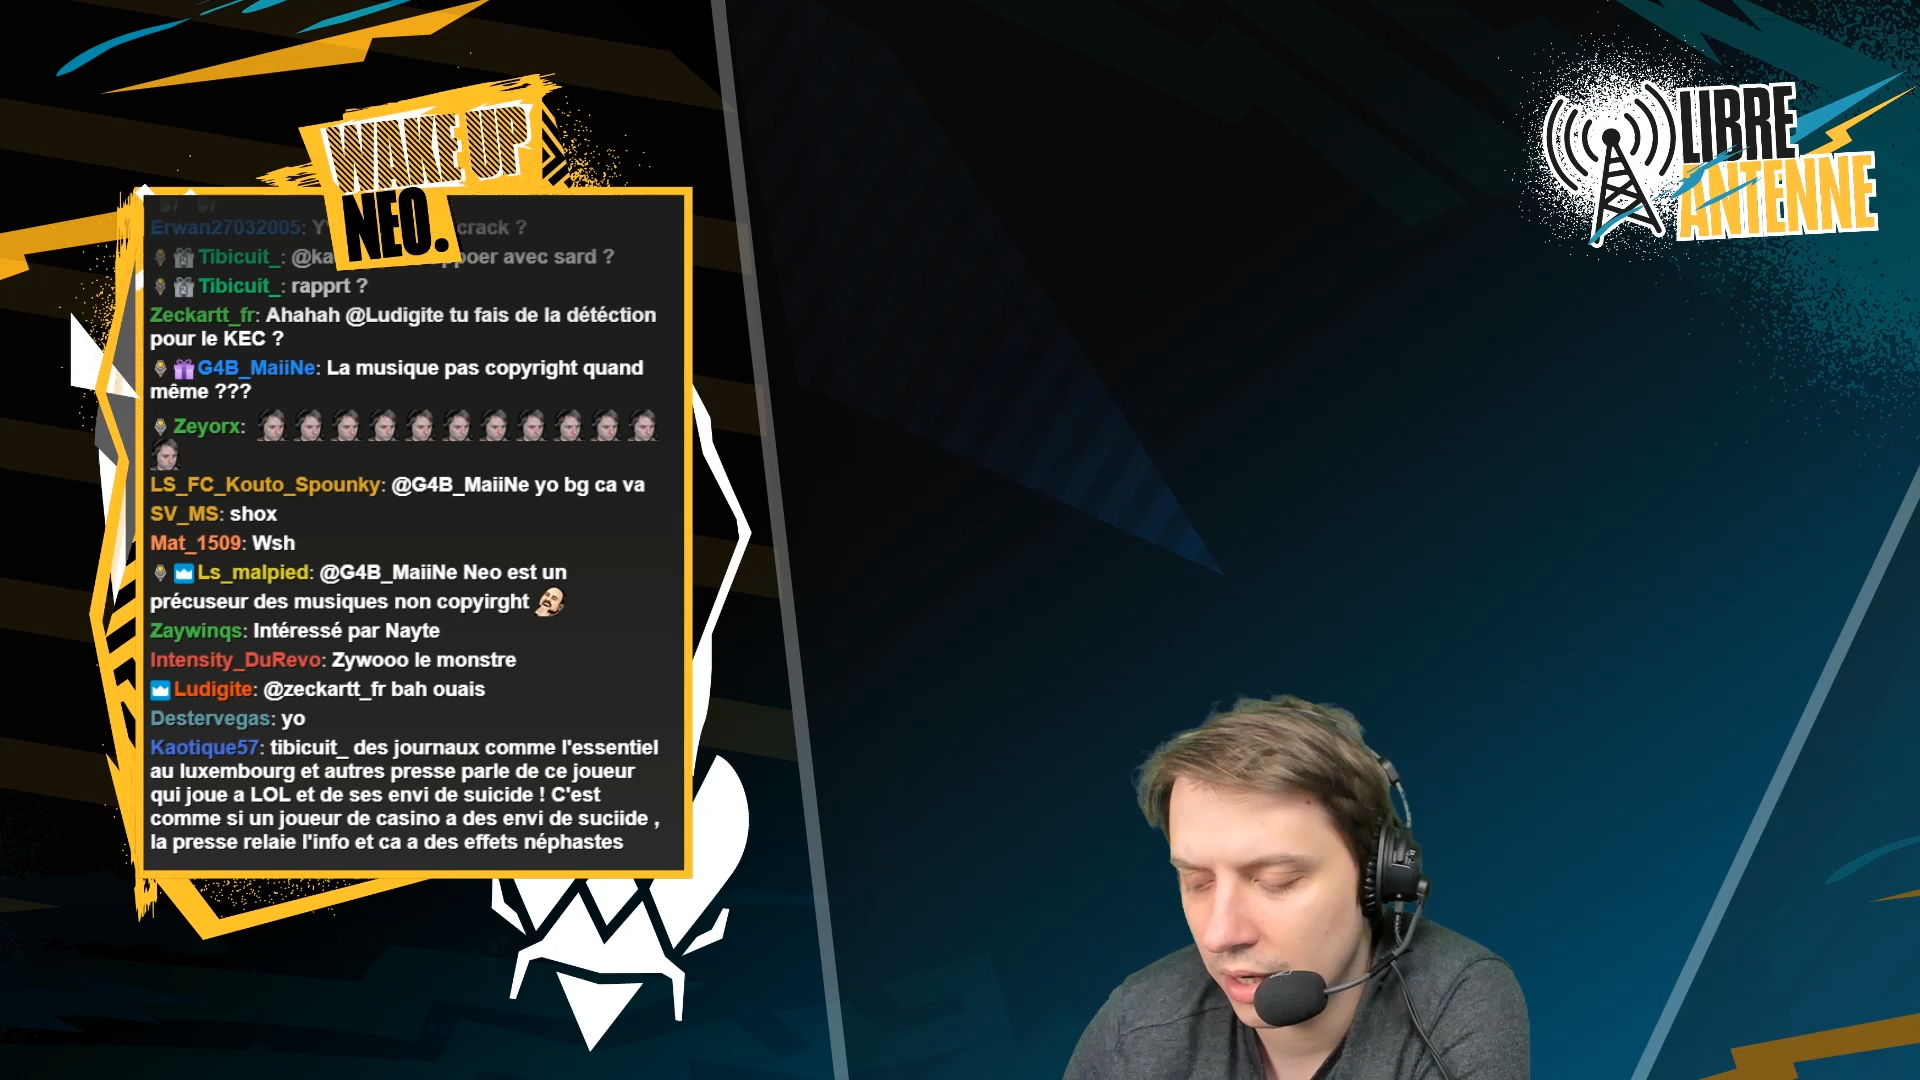 WAKE UP
NEO.
LIBRE
ANTENNE
Erwan27032005: crack ?
Tibicuit_: avec sard ?
Tibicuit_: rapprt ?
Zeckartt_fr: Ahahah @Ludigite tu fais de la détéction
pour le KEC ?
G4B_MaiiNe: La musique pas copyright quand
même ???
Zeyorx:
LS_FC_Kouto_Spounky: @G4B_MaiiNe yo bg ca va
SV_MS: shox
Mat_1509: Wsh
Ls_malpied: @G4B_MaiiNe Neo est un
précuseur des musiques non copyirght
Zaywinqs: Intéressé par Nayte
Intensity_DuRevo: Zywooo le monstre
Ludigite: @zeckartt_fr bah ouais
Destervegas: yo
Kaotique57: tibicuit_ des journaux comme l'essentiel
au luxembourg et autres presse parle de ce joueur
qui joue a LOL et de ses envi de suicide ! C'est
comme si un joueur de casino a des envi de suciide ,
la presse relaie l'info et ca a des effets néphastes